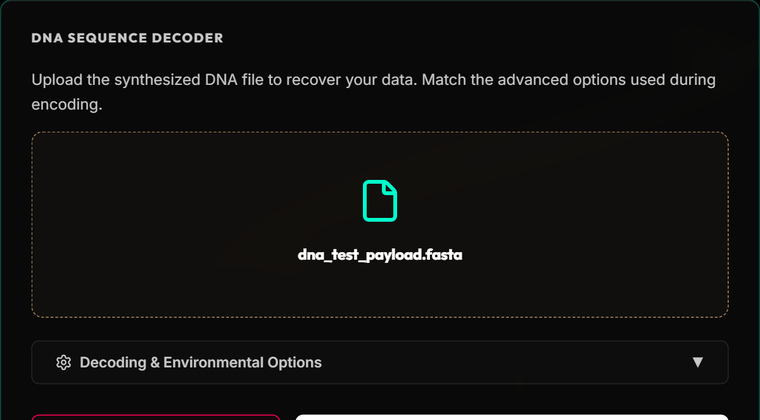 DNA SEQUENCE DECODER
Upload the synthesized DNA file to recover your data. Match the advanced options used during
encoding.
dna_test_payload.fasta
Decoding & Environmental Options